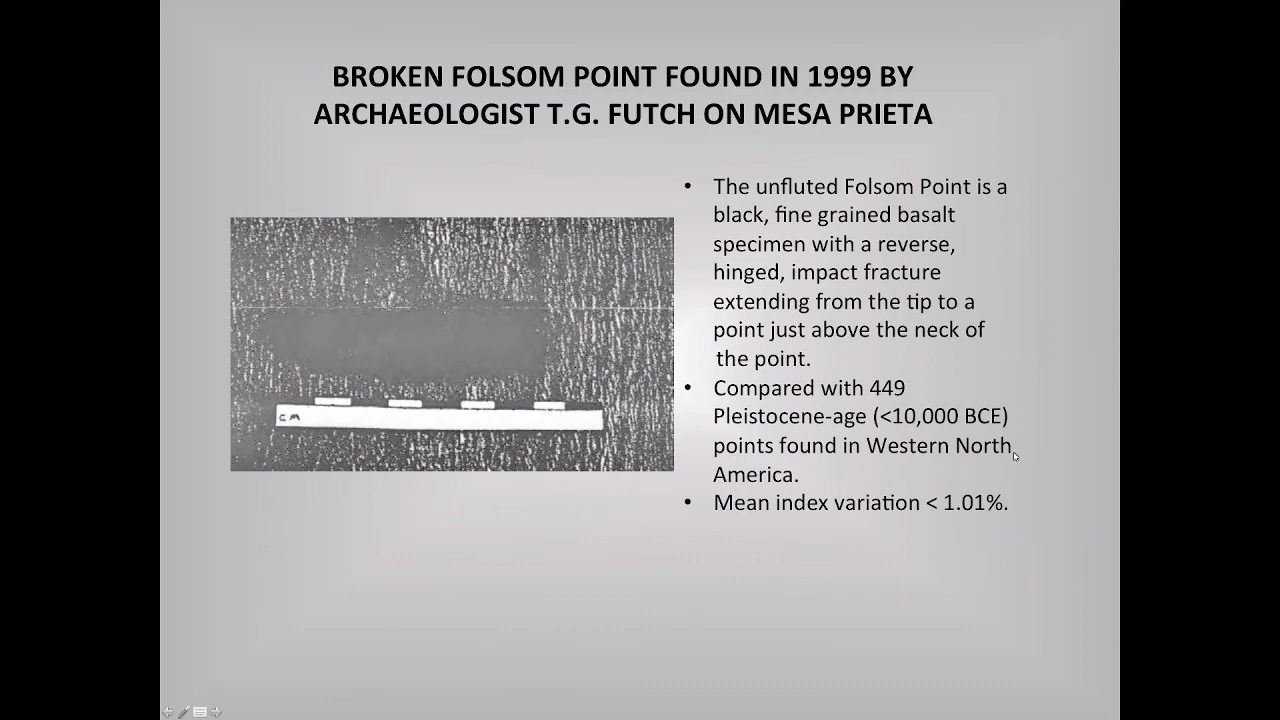 BROKEN FOLSOM POINT FOUND IN 1999 BY
ARCHAEOLOGIST T.G. FUTCH ON MESA PRIETA
• The unfluted Folsom Point is a
black, fine grained basalt
specimen with a reverse,
hinged, impact fracture
extending from the tip to a
point just above the neck of
the point.
• Compared with 449
Pleistocene-age (<10,000 BCE)
points found in Western North
America.
• Mean index variation < 1.01%.
CM